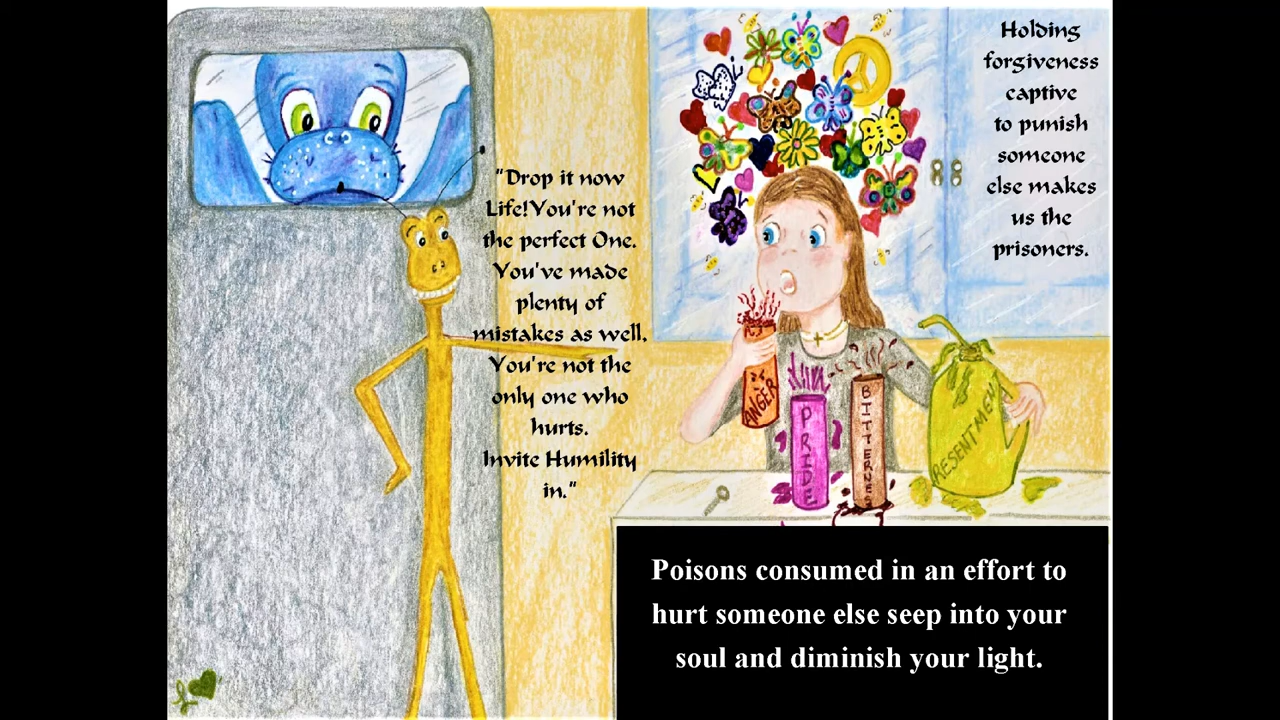 "Drop it now
Life!You're not
the perfect One.
You've made
plenty of
mistakes as well.
You're not the
only one who
hurts.
Invite Humility
in."
Holding
forgiveness
captive
to punish
someone
else makes
us the
prisoners.
ANGER
PRIDE
BITTERNES
RESENTMEN
Poisons consumed in an effort to
hurt someone else seep into your
soul and diminish your light.